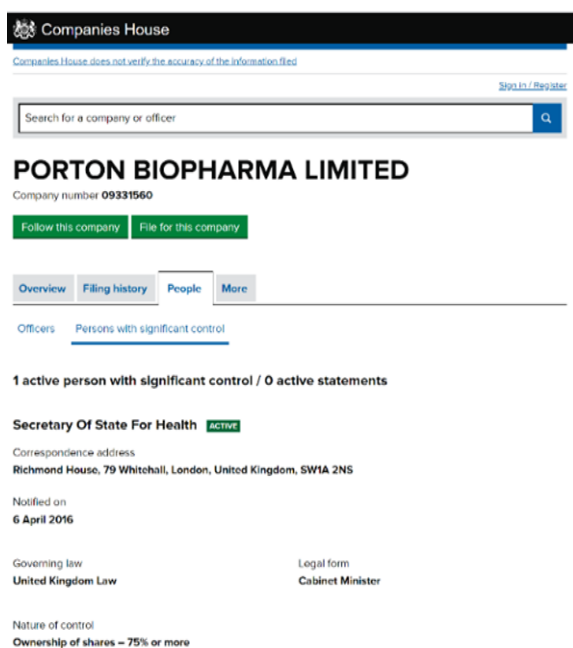 Companies House
Companies House does not verify the accuracy of the information filed
Sign in / Register
Search for a company or officer
PORTON BIOPHARMA LIMITED
Company number 09331560
Follow this company File for this company
Overview Filing history People More
Officers Persons with significant control
1 active person with significant control / 0 active statements
Secretary Of State For Health ACTIVE
Correspondence address
Richmond House, 79 Whitehall, London, United Kingdom, SW1A 2NS
Notified on
6 April 2016
Governing law Legal form
United Kingdom Law Cabinet Minister
Nature of control
Ownership of shares – 75% or more